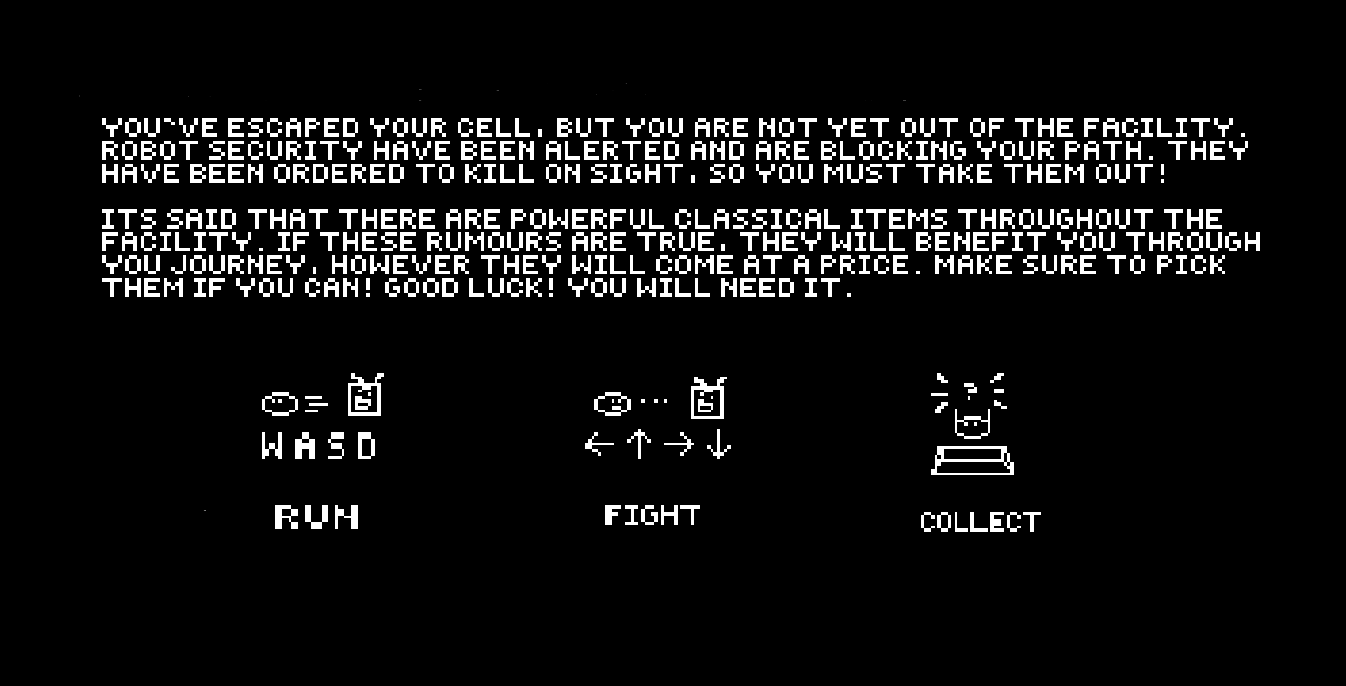 YOU'VE ESCAPED YOUR CELL, BUT YOU ARE NOT YET OUT OF THE FACILITY.
ROBOT SECURITY HAVE BEEN ALERTED AND ARE BLOCKING YOUR PATH. THEY
HAVE BEEN ORDERED TO KILL ON SIGHT, SO YOU MUST TAKE THEM OUT!
ITS SAID THAT THERE ARE POWERFUL CLASSICAL ITEMS THROUGHOUT THE
FACILITY. IF THESE RUMOURS ARE TRUE, THEY WILL BENEFIT YOU THROUGH
YOU JOURNEY, HOWEVER THEY WILL COME AT A PRICE. MAKE SURE TO PICK
THEM IF YOU CAN! GOOD LUCK! YOU WILL NEED IT.
?
W A S D
← ↑ → ↓
RUN
FIGHT
COLLECT